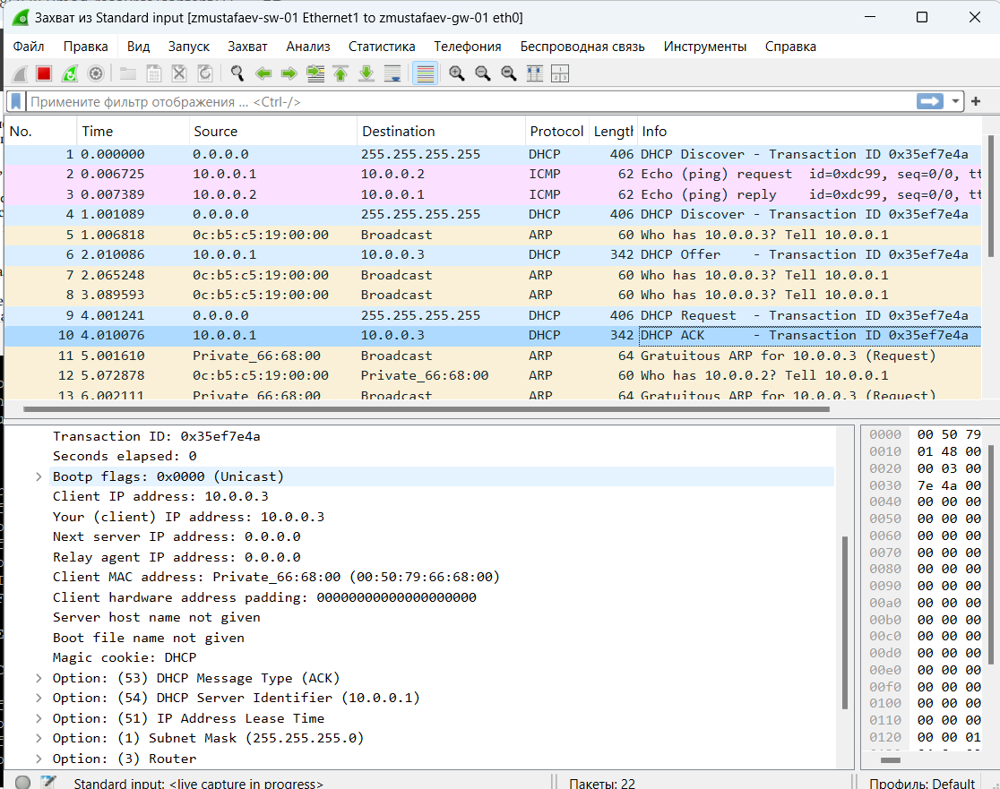 Захват из Standard input [zmustafaev-sw-01 Ethernet1 to zmustafaev-gw-01 eth0]
Файл Правка Вид Запуск Захват Анализ Статистика Телефония Беспроводная связь Инструменты Справка
Примените фильтр отображения ... <Ctrl-/>
No. Time Source Destination Protocol Length Info
1 0.000000 0.0.0.0 255.255.255.255 DHCP 406 DHCP Discover - Transaction ID 0x35ef7e4a
2 0.006725 10.0.0.1 10.0.0.2 ICMP 62 Echo (ping) request id=0xdc99, seq=0/0, tt
3 0.007389 10.0.0.2 10.0.0.1 ICMP 62 Echo (ping) reply id=0xdc99, seq=0/0, tt
4 1.001089 0.0.0.0 255.255.255.255 DHCP 406 DHCP Discover - Transaction ID 0x35ef7e4a
5 1.006818 0c:b5:c5:19:00:00 Broadcast ARP 60 Who has 10.0.0.3? Tell 10.0.0.1
6 2.010086 10.0.0.1 10.0.0.3 DHCP 342 DHCP Offer - Transaction ID 0x35ef7e4a
7 2.065248 0c:b5:c5:19:00:00 Broadcast ARP 60 Who has 10.0.0.3? Tell 10.0.0.1
8 3.089593 0c:b5:c5:19:00:00 Broadcast ARP 60 Who has 10.0.0.3? Tell 10.0.0.1
9 4.001241 0.0.0.0 255.255.255.255 DHCP 406 DHCP Request - Transaction ID 0x35ef7e4a
10 4.010076 10.0.0.1 10.0.0.3 DHCP 342 DHCP ACK - Transaction ID 0x35ef7e4a
11 5.001610 Private_66:68:00 Broadcast ARP 64 Gratuitous ARP for 10.0.0.3 (Request)
12 5.072878 0c:b5:c5:19:00:00 Private_66:68:00 ARP 60 Who has 10.0.0.2? Tell 10.0.0.1
13 6.002111 Private_66:68:00 Broadcast ARP 64 Gratuitous ARP for 10.0.0.3 (Request)
Transaction ID: 0x35ef7e4a
Seconds elapsed: 0
Bootp flags: 0x0000 (Unicast)
Client IP address: 10.0.0.3
Your (client) IP address: 10.0.0.3
Next server IP address: 0.0.0.0
Relay agent IP address: 0.0.0.0
Client MAC address: Private_66:68:00 (00:50:79:66:68:00)
Client hardware address padding: 00000000000000000000
Server host name not given
Boot file name not given
Magic cookie: DHCP
Option: (53) DHCP Message Type (ACK)
Option: (54) DHCP Server Identifier (10.0.0.1)
Option: (51) IP Address Lease Time
Option: (1) Subnet Mask (255.255.255.0)
Option: (3) Router
0000 00 50 79
0010 01 48 00
0020 00 03 00
0030 7e 4a 00
0040 00 00 00
0050 00 00 00
0060 00 00 00
0070 00 00 00
0080 00 00 00
0090 00 00 00
00a0 00 00 00
00b0 00 00 00
00c0 00 00 00
00d0 00 00 00
00e0 00 00 00
00f0 00 00 00
0100 00 00 00
0110 00 00 00
0120 00 00 01
Standard input: <live capture in progress> Пакеты: 22 Профиль: Default